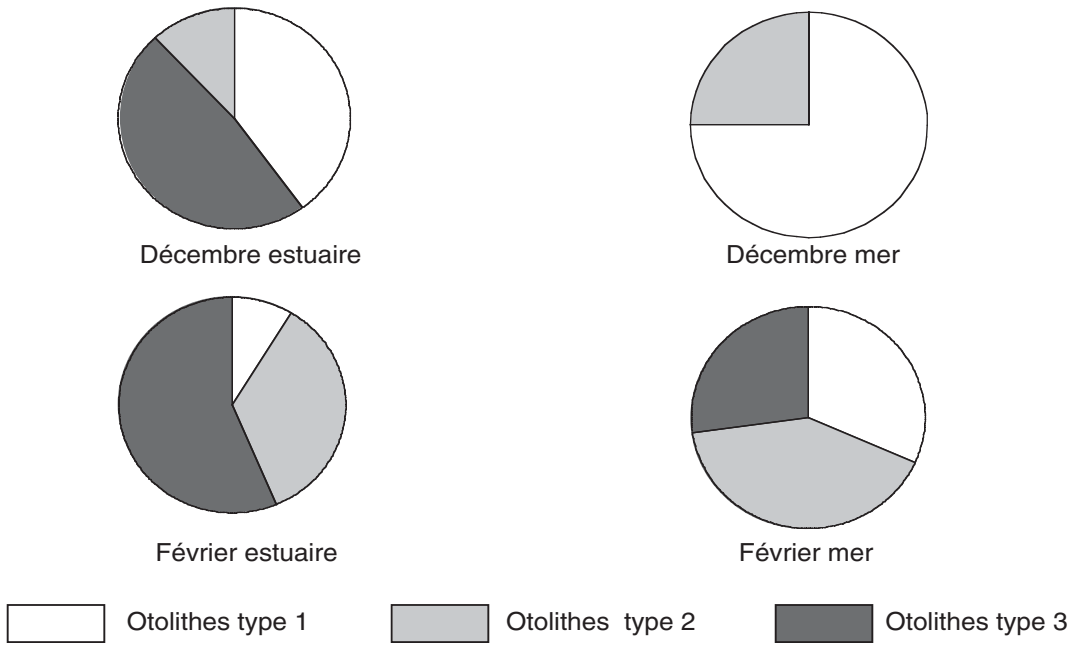 Décembre estuaire
Décembre mer
Février estuaire
Février mer
Otolithes type 1
Otolithes type 2
Otolithes type 3